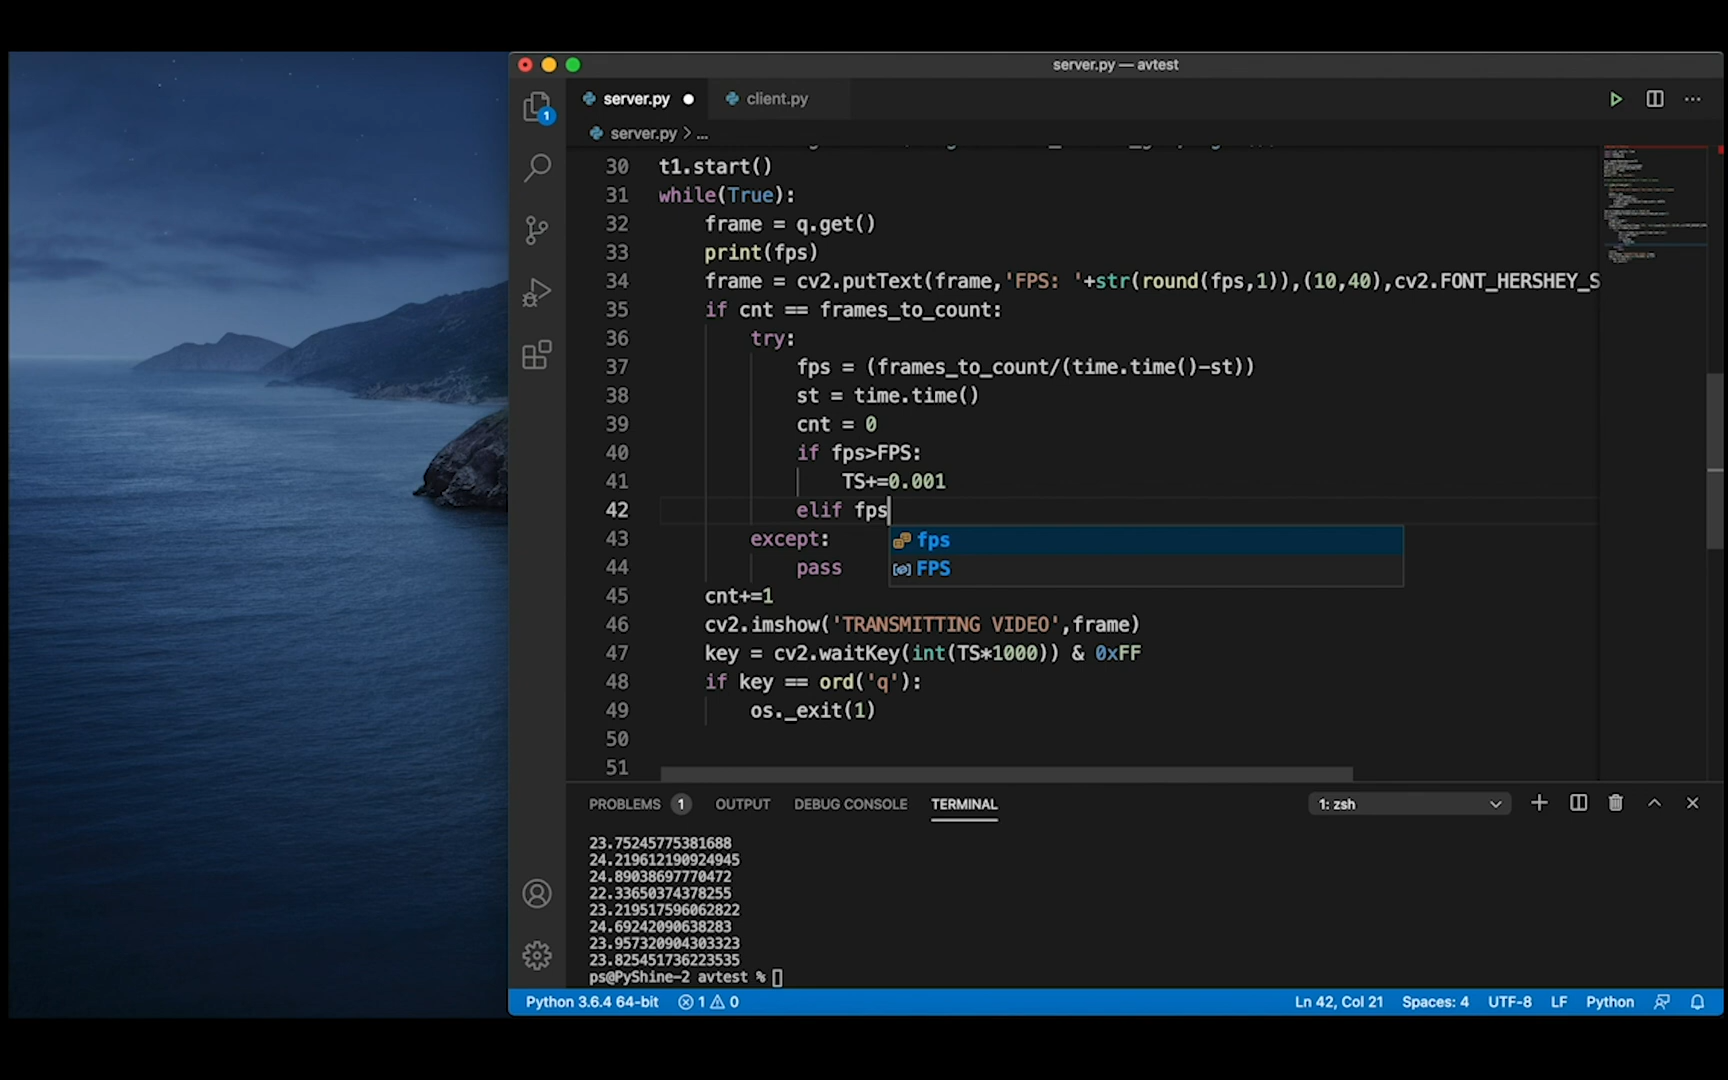 server.py — avtest
server.py
client.py
server.py > ...
1
30 t1.start()
31 while(True):
32 frame = q.get()
33 print(fps)
34 frame = cv2.putText(frame,'FPS: '+str(round(fps,1)),(10,40),cv2.FONT_HERSHEY_S
35 if cnt == frames_to_count:
36 try:
37 fps = (frames_to_count/(time.time()-st))
38 st = time.time()
39 cnt = 0
40 if fps>FPS:
41 TS+=0.001
42 elif fps
43 except:
fps
44 pass
FPS
45 cnt+=1
46 cv2.imshow('TRANSMITTING VIDEO',frame)
47 key = cv2.waitKey(int(TS*1000)) & 0xFF
48 if key == ord('q'):
49 os._exit(1)
50
51
PROBLEMS 1 OUTPUT DEBUG CONSOLE TERMINAL 1: zsh
23.75245775381688
24.219612190924945
24.89038697770472
22.33650374378255
23.219517596062822
24.69242090638283
23.957320904303323
23.825451736223535
ps@PyShine-2 avtest %
Python 3.6.4 64-bit 1 0 Ln 42, Col 21 Spaces: 4 UTF-8 LF Python